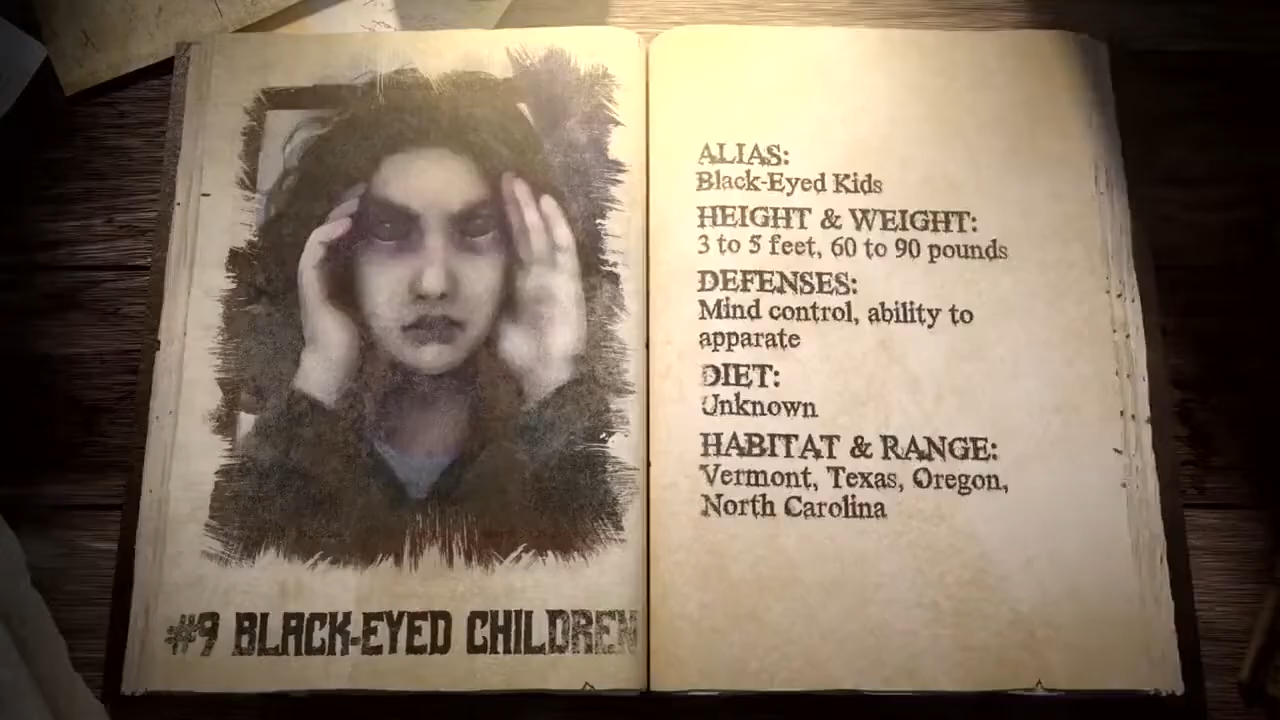 #9 BLACK-EYED CHILDREN
ALIAS:
Black-Eyed Kids
HEIGHT & WEIGHT:
3 to 5 feet, 60 to 90 pounds
DEFENSES:
Mind control, ability to
apparate
DIET:
Unknown
HABITAT & RANGE:
Vermont, Texas, Oregon,
North Carolina